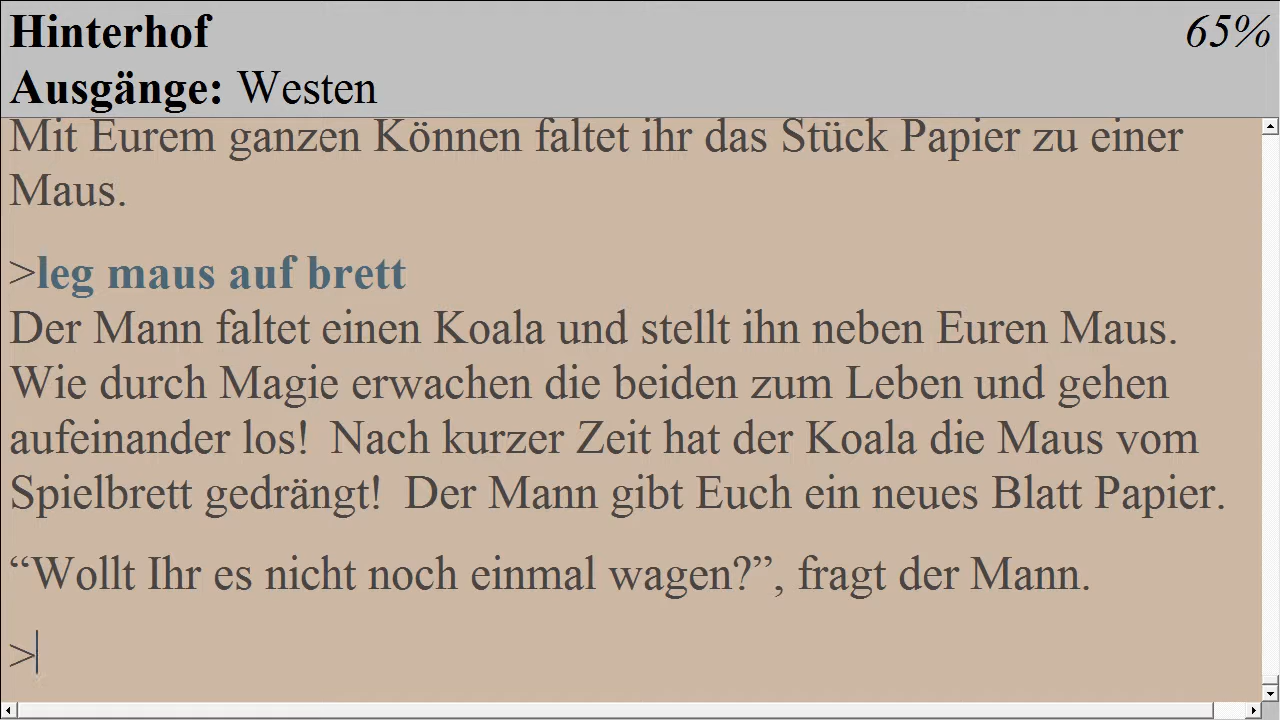 Hinterhof 65%
Ausgänge: Westen
Mit Eurem ganzen Können faltet ihr das Stück Papier zu einer
Maus.
>leg maus auf brett
Der Mann faltet einen Koala und stellt ihn neben Euren Maus.
Wie durch Magie erwachen die beiden zum Leben und gehen
aufeinander los!  Nach kurzer Zeit hat der Koala die Maus vom
Spielbrett gedrängt!  Der Mann gibt Euch ein neues Blatt Papier.
“Wollt Ihr es nicht noch einmal wagen?”, fragt der Mann.
>